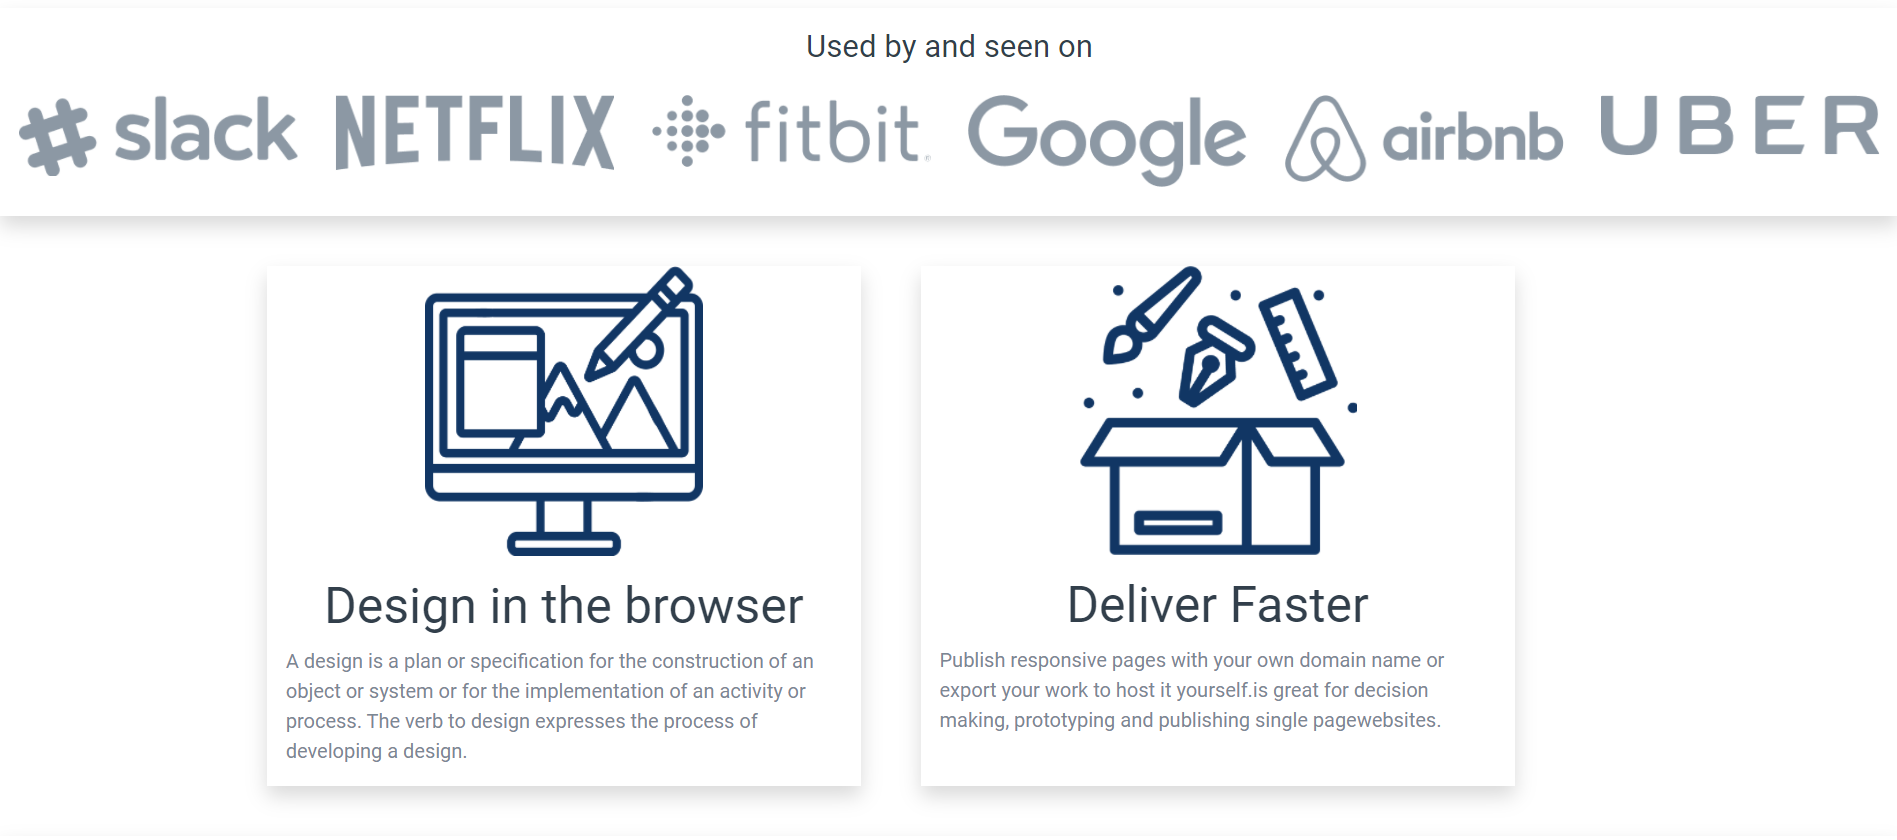 Used by and seen on
slack NETFLIX fitbit® Google airbnb UBER
Design in the browser
A design is a plan or specification for the construction of an
object or system or for the implementation of an activity or
process. The verb to design expresses the process of
developing a design.
Deliver Faster
Publish responsive pages with your own domain name or
export your work to host it yourself.is great for decision
making, prototyping and publishing single pagewebsites.